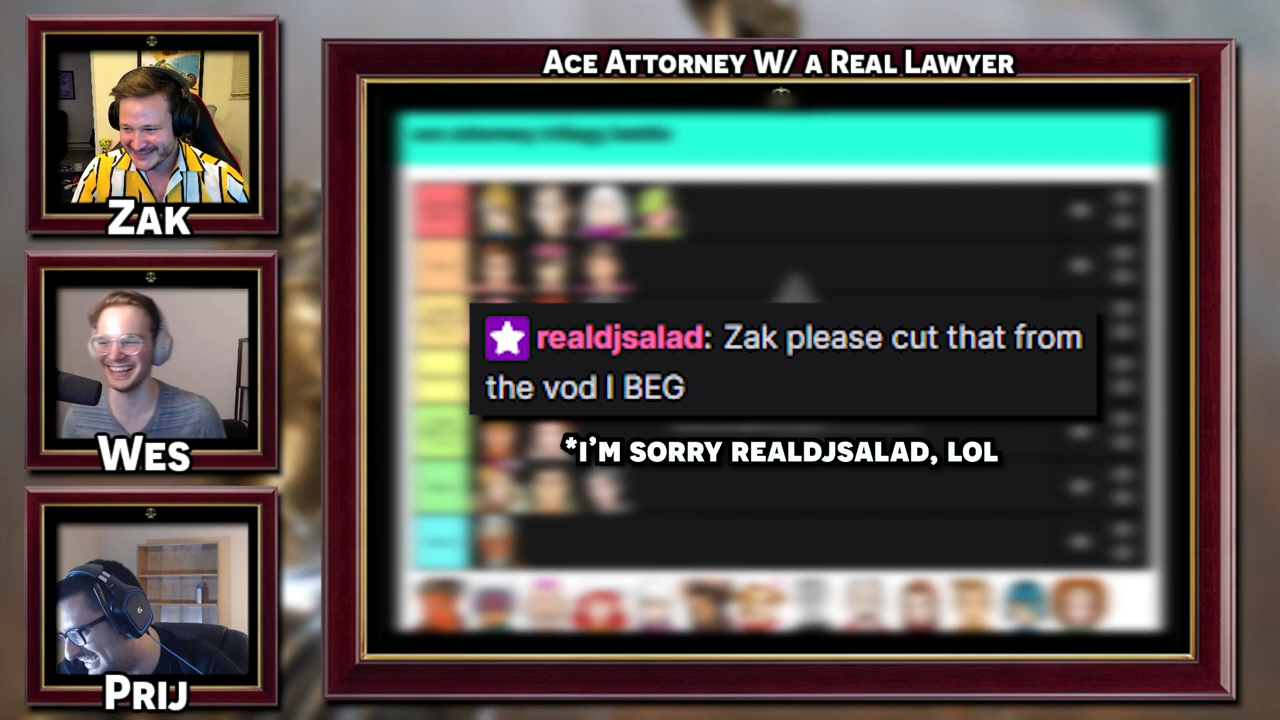 Ace Attorney W/ a Real Lawyer
Zak
realdjsalad: Zak please cut that from
the vod I BEG
*I'm sorry realdjsalad, lol
Wes
Prij